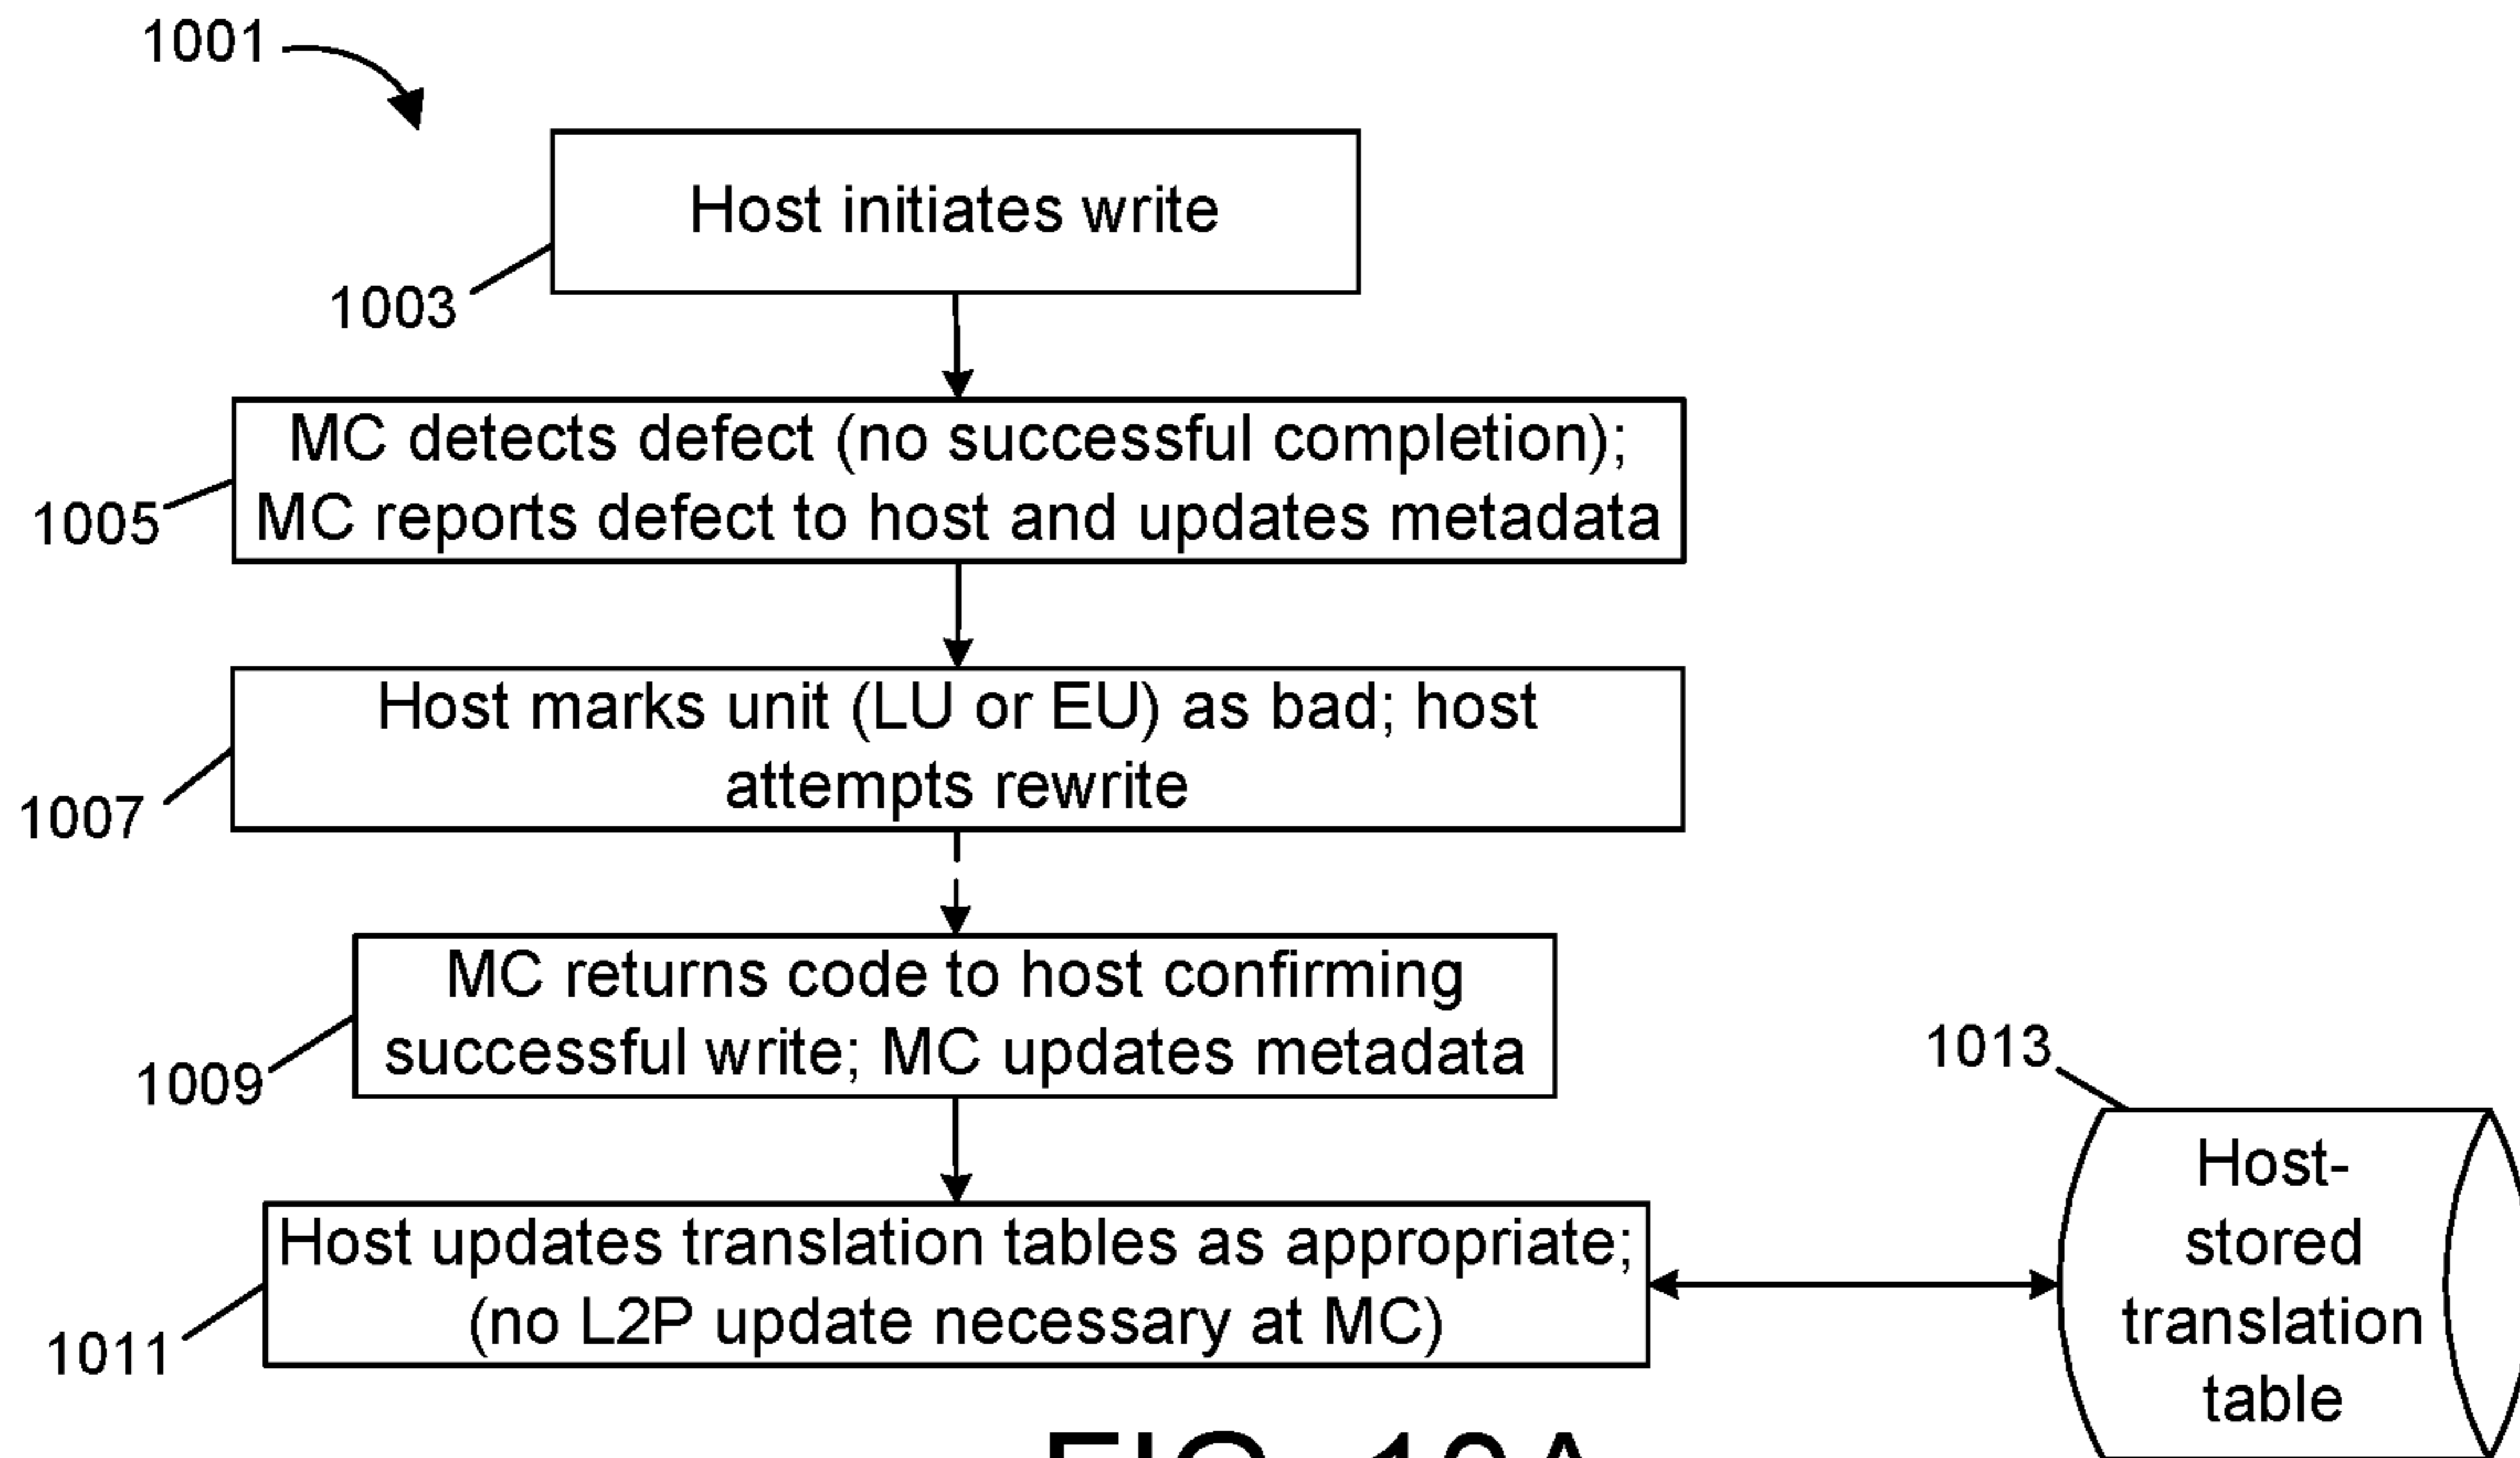 1001
Host initiates write
1003
MC detects defect (no successful completion);
MC reports defect to host and updates metadata
1005
Host marks unit (LU or EU) as bad; host
attempts rewrite
1007
MC returns code to host confirming
successful write; MC updates metadata
1009
1013
Host-
stored
translation
table
Host updates translation tables as appropriate;
(no L2P update necessary at MC)
1011